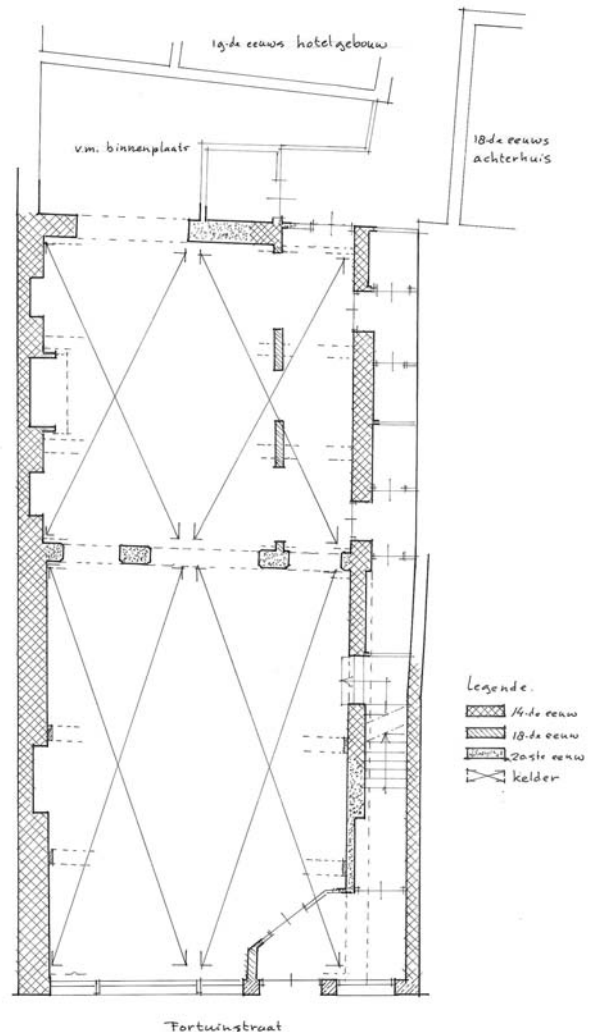 19-de eeuws hotelgebouw
v.m. binnenplaats
18-de eeuws
achterhuis
Legende.
14-de eeuw
18-de eeuw
20ste eeuw
kelder
Fortuinstraat